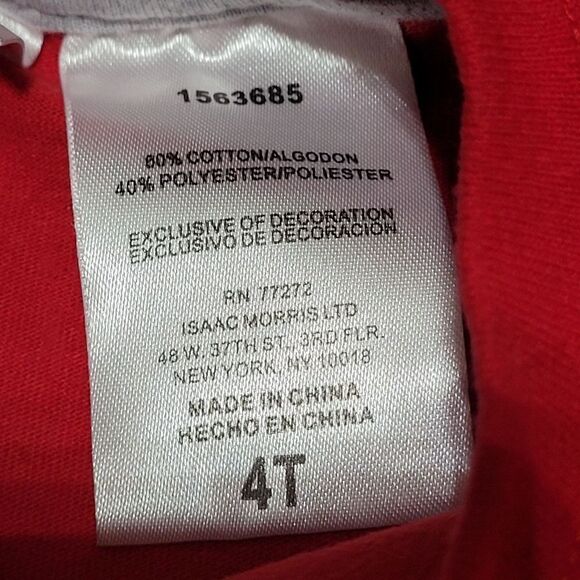 1563685
60% COTTON/ALGODON
40% POLYESTER/POLIESTER
EXCLUSIVE OF DECORATION
EXCLUSIVO DE DECORACION
RN 77272
ISAAC MORRIS LTD
48 W. 37TH ST., 3RD FLR.
NEW YORK, NY 10018
MADE IN CHINA
HECHO EN CHINA
4T